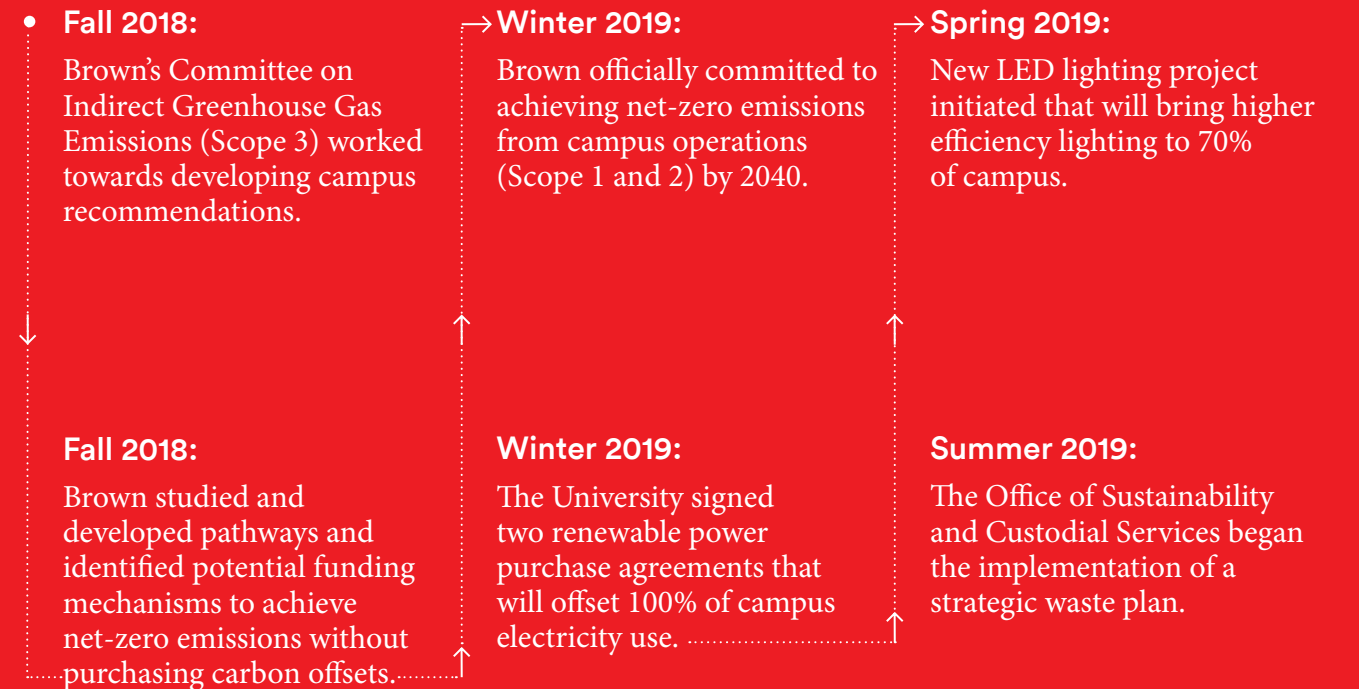 Fall 2018:
Brown’s Committee on
Indirect Greenhouse Gas
Emissions (Scope 3) worked
towards developing campus
recommendations.
Fall 2018:
Brown studied and
developed pathways and
identified potential funding
mechanisms to achieve
net-zero emissions without
purchasing carbon offsets.
Winter 2019:
Brown officially committed to
achieving net-zero emissions
from campus operations
(Scope 1 and 2) by 2040.
Winter 2019:
The University signed
two renewable power
purchase agreements that
will offset 100% of campus
electricity use.
Spring 2019:
New LED lighting project
initiated that will bring higher
efficiency lighting to 70%
of campus.
Summer 2019:
The Office of Sustainability
and Custodial Services began
the implementation of a
strategic waste plan.